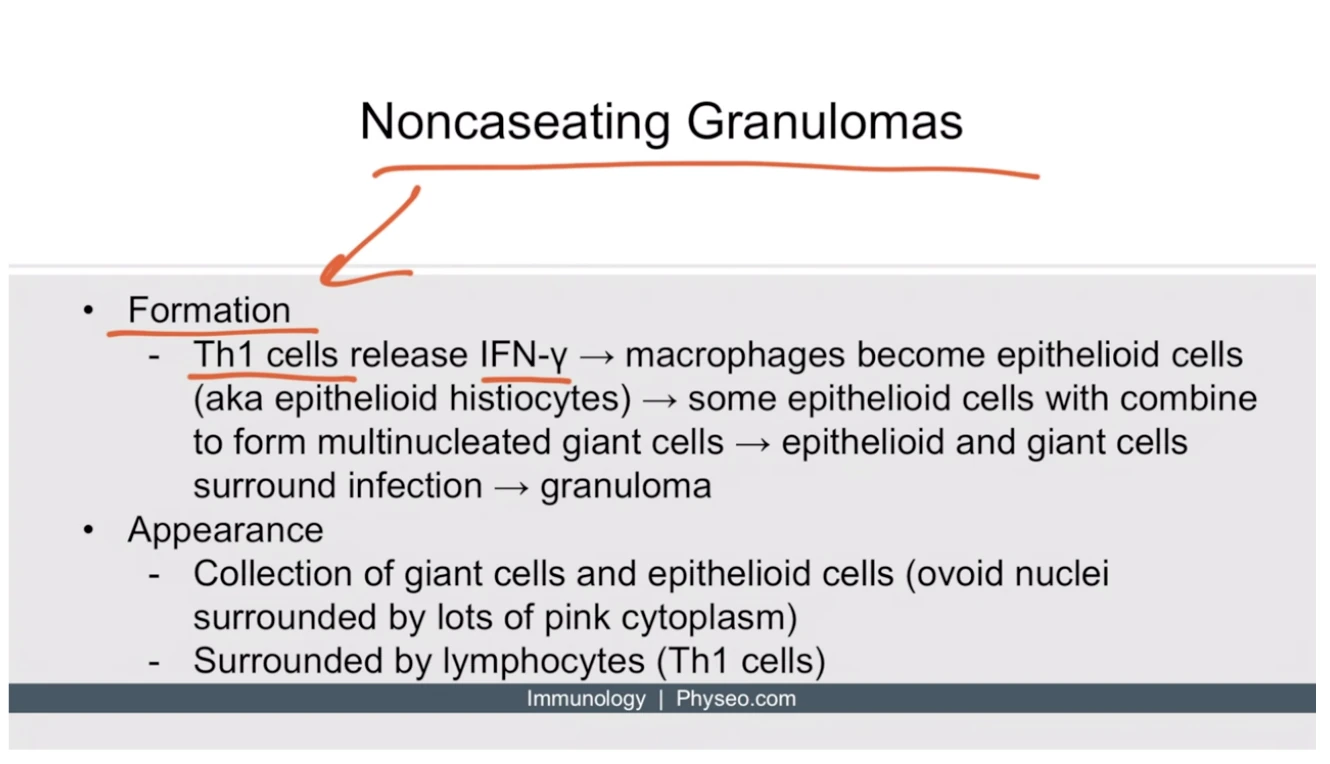 Noncaseating Granulomas
• Formation
- Th1 cells release IFN-γ → macrophages become epithelioid cells
(aka epithelioid histiocytes) → some epithelioid cells with combine
to form multinucleated giant cells → epithelioid and giant cells
surround infection → granuloma
• Appearance
- Collection of giant cells and epithelioid cells (ovoid nuclei
surrounded by lots of pink cytoplasm)
- Surrounded by lymphocytes (Th1 cells)
Immunology | Physeo.com